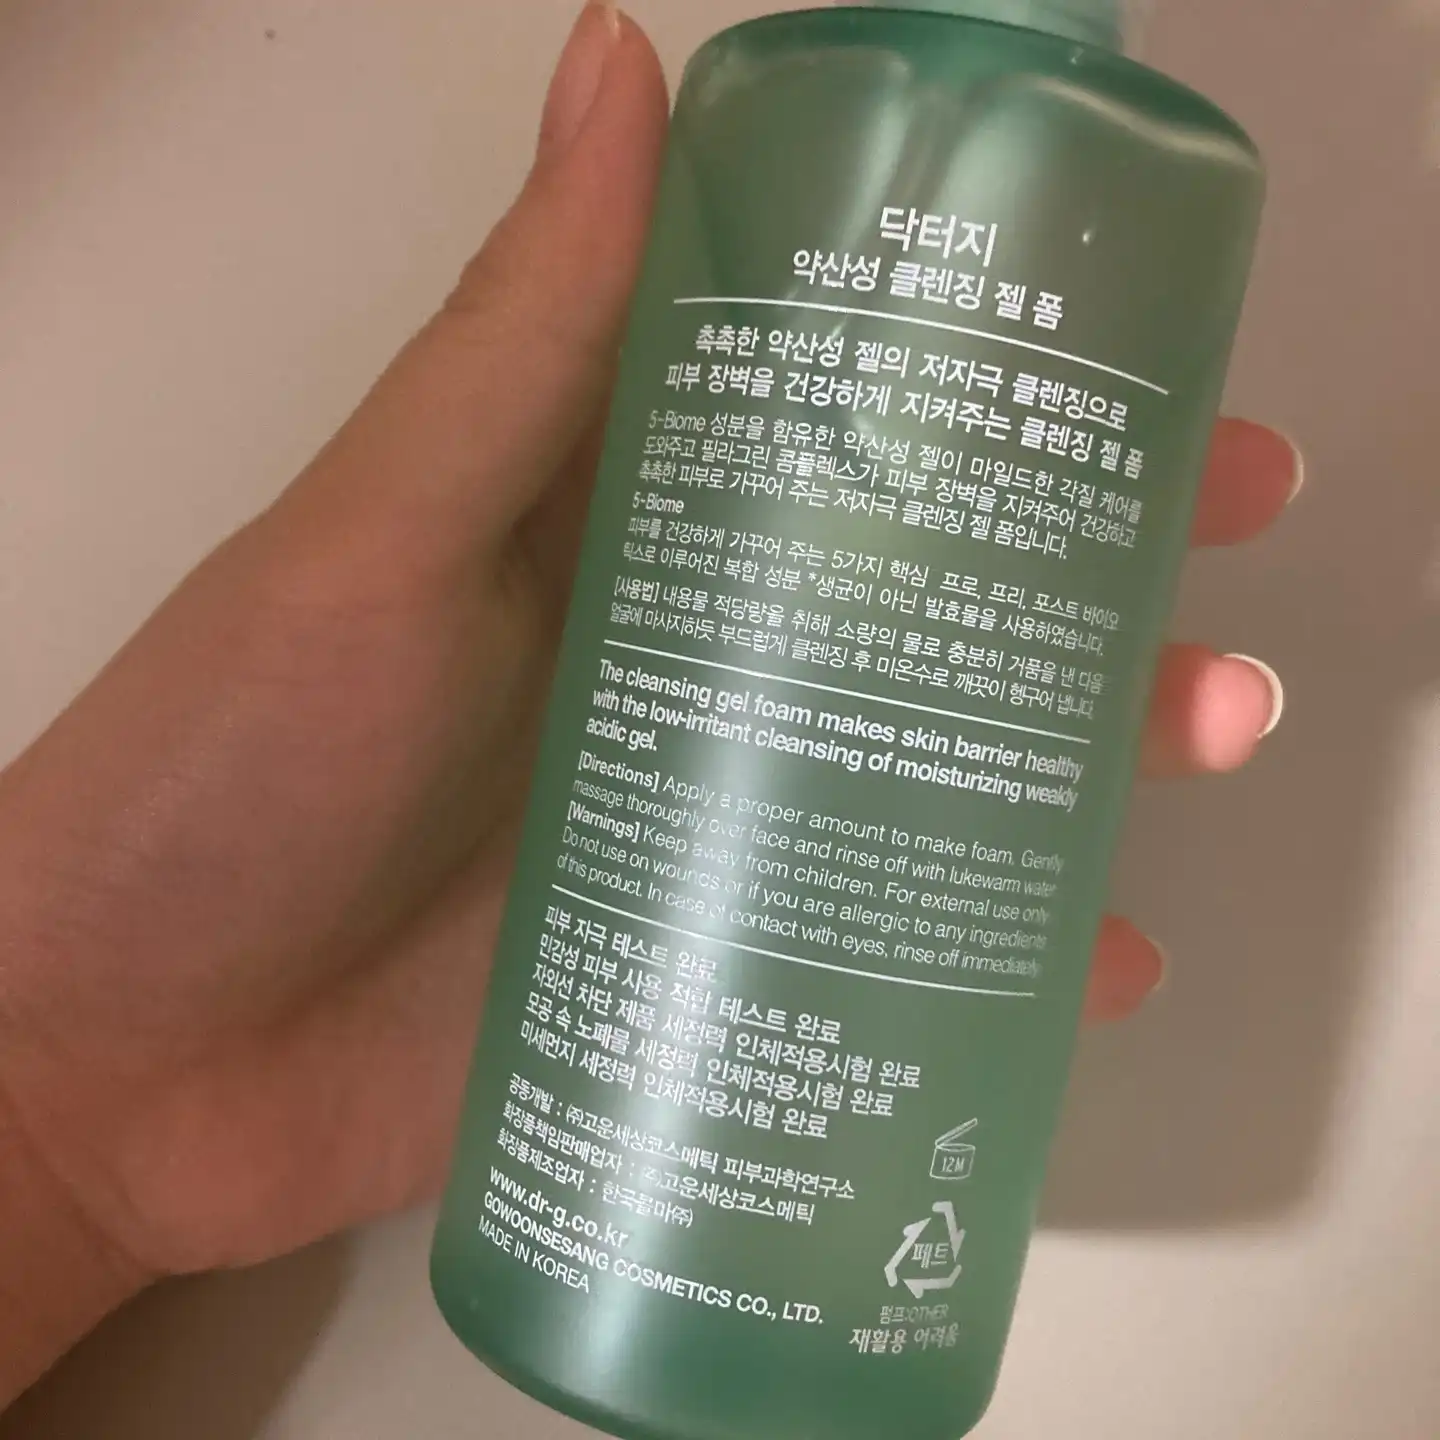 닥터지
약산성 클렌징 젤 폼
촉촉한 약산성 젤의 저자극 클렌징으로
피부 장벽을 건강하게 지켜주는 클렌징 젤 폼
5-Biome 성분을 함유한 약산성 젤이 마일드한 각질 케어를
도와주고 필라그린 콤플렉스가 피부 장벽을 지켜주어 건강하고
촉촉한 피부로 가꾸어 주는 저자극 클렌징 젤 폼입니다.
5-Biome
피부를 건강하게 가꾸어 주는 5가지 핵심 프로, 프리, 포스트 바이오
틱스로 이루어진 복합 성분 *생균이 아닌 발효물을 사용하였습니다.
[사용법] 내용물 적당량을 취해 소량의 물로 충분히 거품을 낸 다음
얼굴에 마사지하듯 부드럽게 클렌징 후 미온수로 깨끗이 헹구어 냅니다.
The cleansing gel foam makes skin barrier healthy
with the low-irritant cleansing of moisturizing weakly
acidic gel.
[Directions] Apply a proper amount to make foam. Gently
massage thoroughly over face and rinse off with lukewarm water.
[Warnings] Keep away from children. For external use only.
Do not use on wounds or if you are allergic to any ingredients
of this product. In case of contact with eyes, rinse off immediately.
피부 자극 테스트 완료
민감성 피부 사용 적합 테스트 완료
자외선 차단 제품 세정력 인체적용시험 완료
모공 속 노폐물 세정력 인체적용시험 완료
미세먼지 세정력 인체적용시험 완료
공동개발 : ㈜고운세상코스메틱 피부과학연구소
화장품책임판매업자 : ㈜고운세상코스메틱
화장품제조업자 : 한국콜마㈜
www.dr-g.co.kr
GOWOONSESANG COSMETICS CO., LTD.
MADE IN KOREA
12M
페트
펌프:OTHER
재활용 어려움